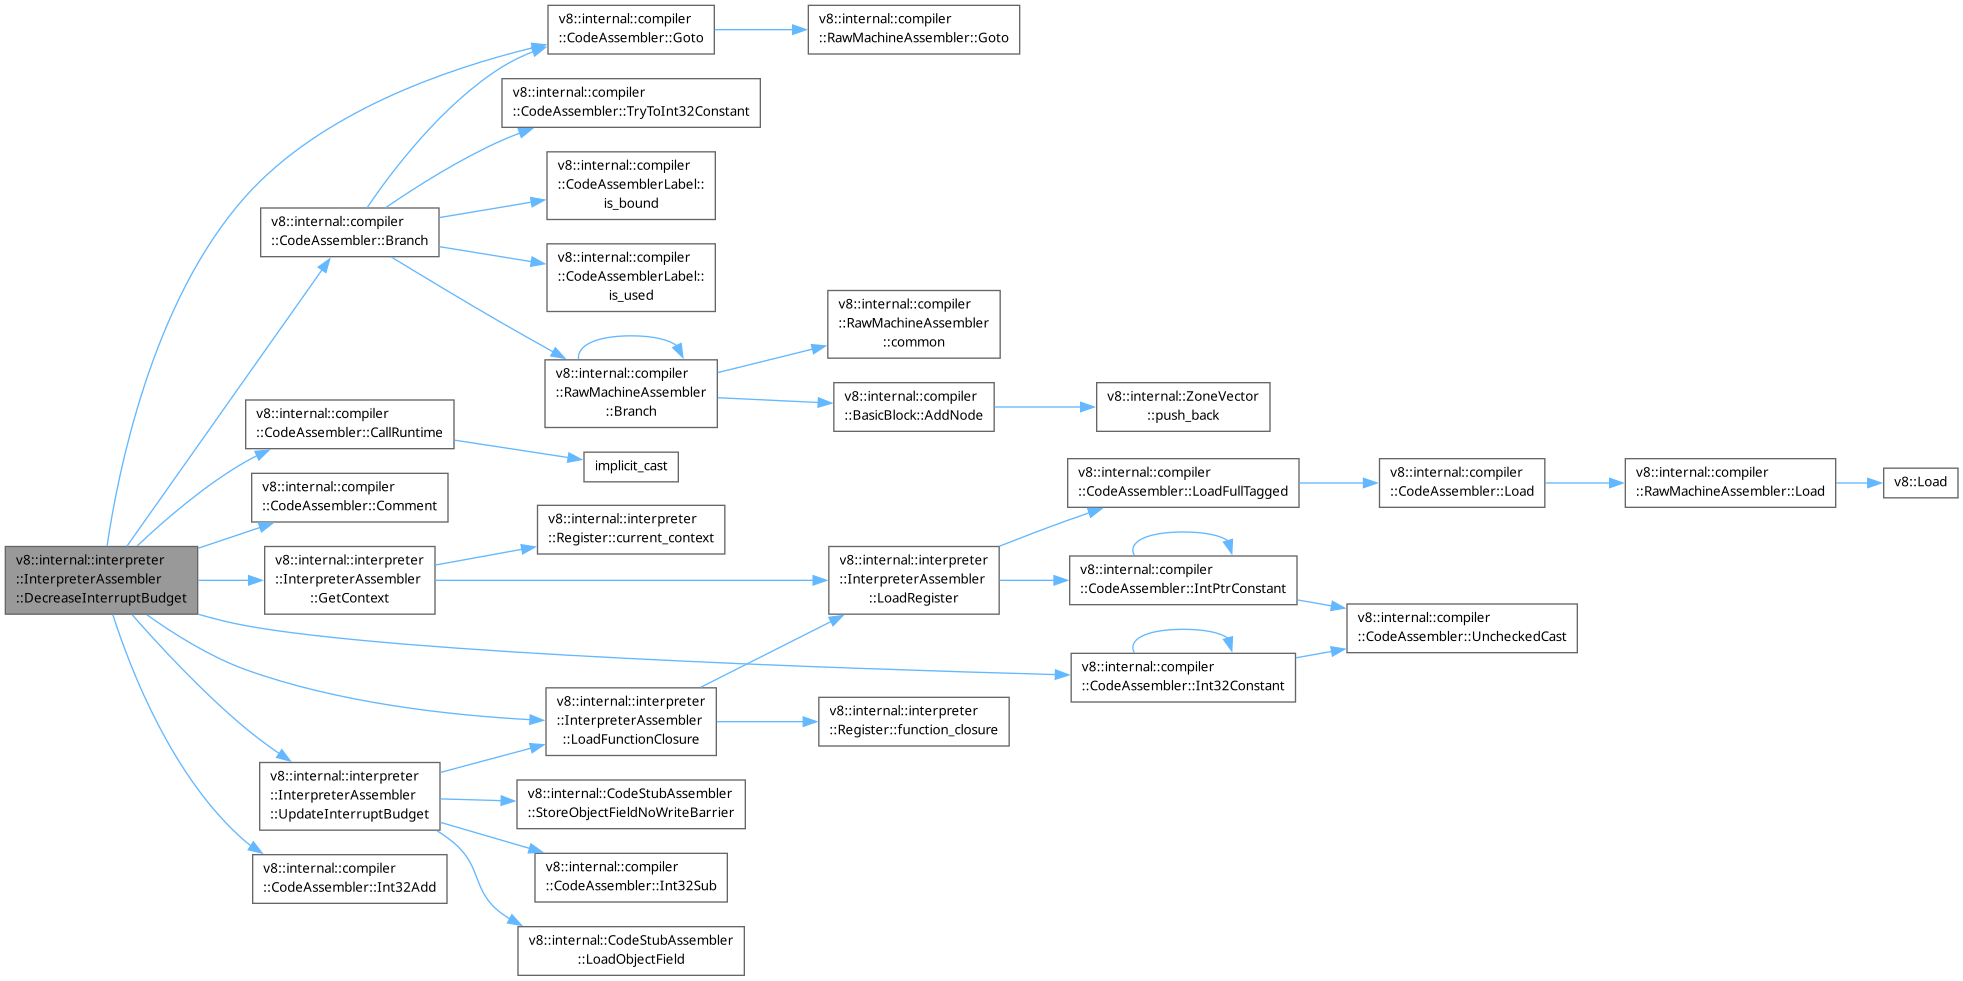 v8::internal::compiler
::CodeAssembler::Goto
v8::internal::compiler
::RawMachineAssembler::Goto
v8::internal::compiler
::CodeAssembler::TryToInt32Constant
v8::internal::compiler
::CodeAssemblerLabel::
is_bound
v8::internal::compiler
::CodeAssembler::Branch
v8::internal::compiler
::CodeAssemblerLabel::
is_used
v8::internal::compiler
::RawMachineAssembler
::common
v8::internal::compiler
::RawMachineAssembler
::Branch
v8::internal::compiler
::BasicBlock::AddNode
v8::internal::ZoneVector
::push_back
v8::internal::compiler
::CodeAssembler::CallRuntime
implicit_cast
v8::internal::compiler
::CodeAssembler::LoadFullTagged
v8::internal::compiler
::CodeAssembler::Load
v8::internal::compiler
::RawMachineAssembler::Load
v8::Load
v8::internal::compiler
::CodeAssembler::Comment
v8::internal::interpreter
::Register::current_context
v8::internal::interpreter
::InterpreterAssembler
::DecreaseInterruptBudget
v8::internal::interpreter
::InterpreterAssembler
::GetContext
v8::internal::interpreter
::InterpreterAssembler
::LoadRegister
v8::internal::compiler
::CodeAssembler::IntPtrConstant
v8::internal::compiler
::CodeAssembler::UncheckedCast
v8::internal::compiler
::CodeAssembler::Int32Constant
v8::internal::interpreter
::InterpreterAssembler
::LoadFunctionClosure
v8::internal::interpreter
::Register::function_closure
v8::internal::interpreter
::InterpreterAssembler
::UpdateInterruptBudget
v8::internal::CodeStubAssembler
::StoreObjectFieldNoWriteBarrier
v8::internal::compiler
::CodeAssembler::Int32Add
v8::internal::compiler
::CodeAssembler::Int32Sub
v8::internal::CodeStubAssembler
::LoadObjectField